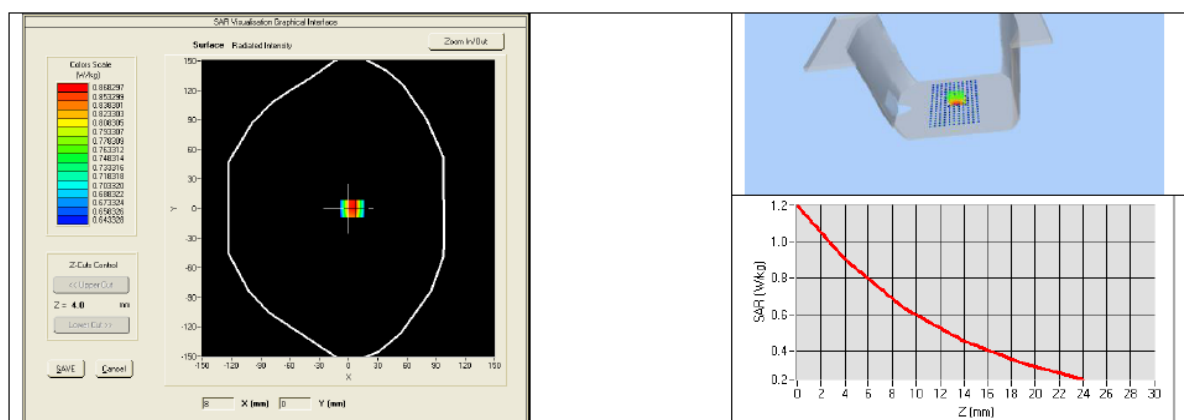 SAR Visualisation Graphical Interface
Surface Radiated Intensity
Zoom In/Out
Colors Scale
(W/kg)
0.868297
0.853299
0.838301
0.823303
0.808305
0.793307
0.778309
0.763312
0.748314
0.733316
0.718318
0.703320
0.688322
0.673324
0.658326
0.643328
Z-Cuts Control
<< Upper Cut
Z = 4.0 mm
Lower Cut >>
SAVE Cancel
150
120
90
60
30
0
-30
-60
-90
-120
-150
Y
-150 -120 -90 -60 -30 0 30 60 90 120 150
X
8 X (mm) 0 Y (mm)
1.2
1.0
0.8
0.6
0.4
0.2
SAR (W/kg)
0 2 4 6 8 10 12 14 16 18 20 22 24 26 28 30
Z (mm)